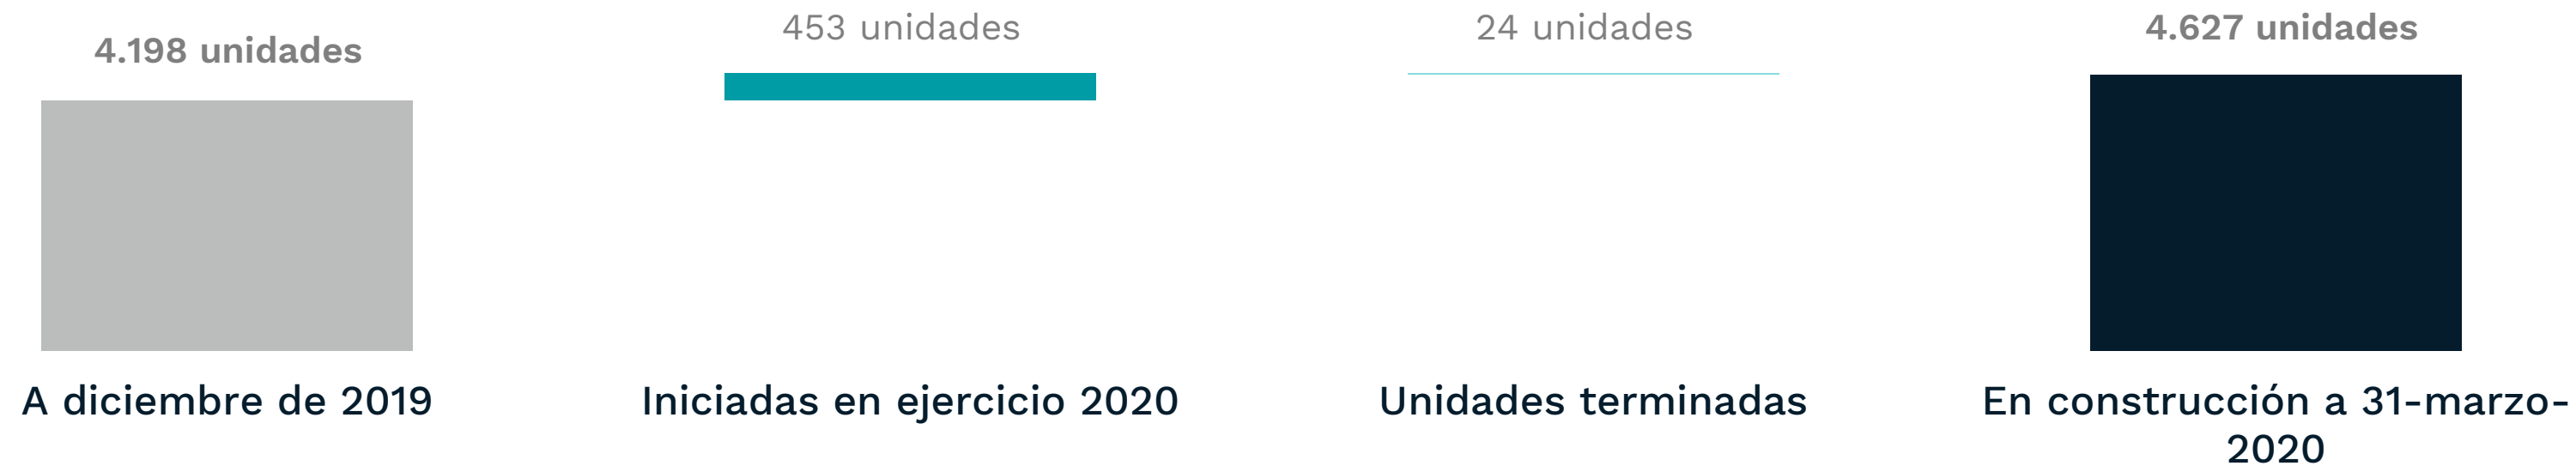 4.198 unidades
453 unidades
24 unidades
4.627 unidades
A diciembre de 2019
Iniciadas en ejercicio 2020
Unidades terminadas
En construcción a 31-marzo-
2020